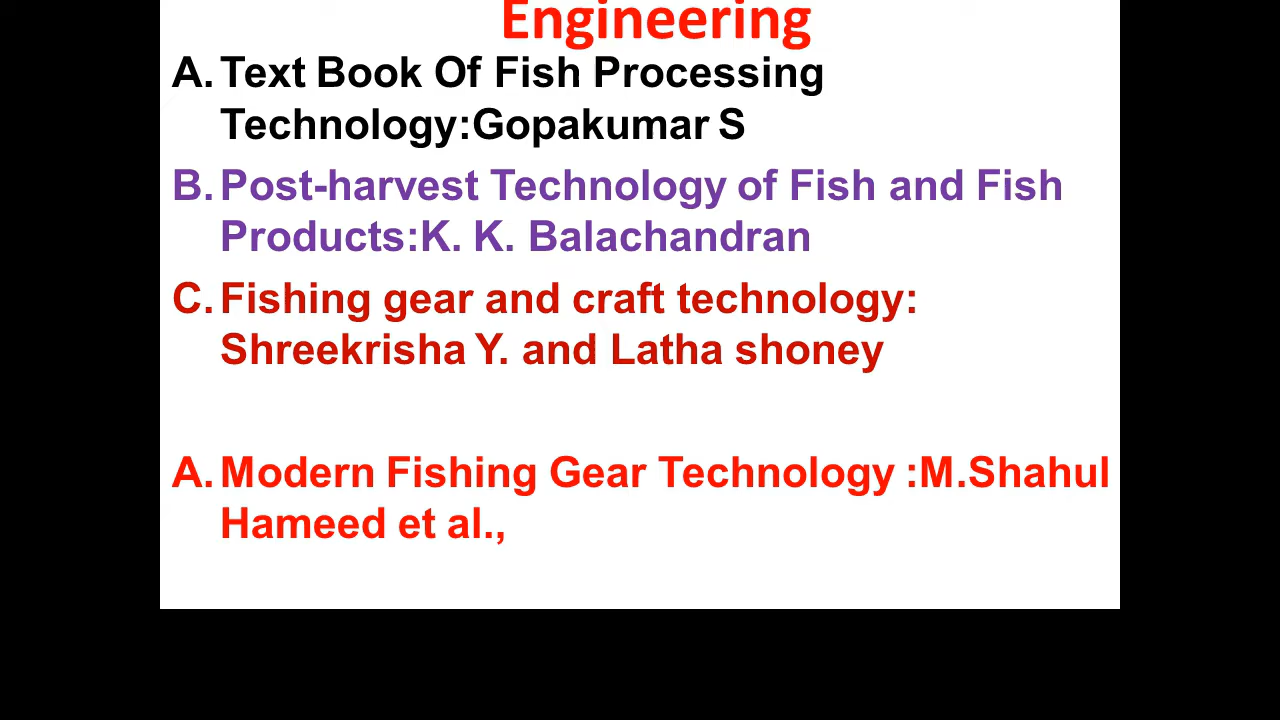 Engineering
A. Text Book Of Fish Processing
Technology:Gopakumar S
B. Post-harvest Technology of Fish and Fish
Products:K. K. Balachandran
C. Fishing gear and craft technology:
Shreekrisha Y. and Latha shoney
A. Modern Fishing Gear Technology :M.Shahul
Hameed et al.,